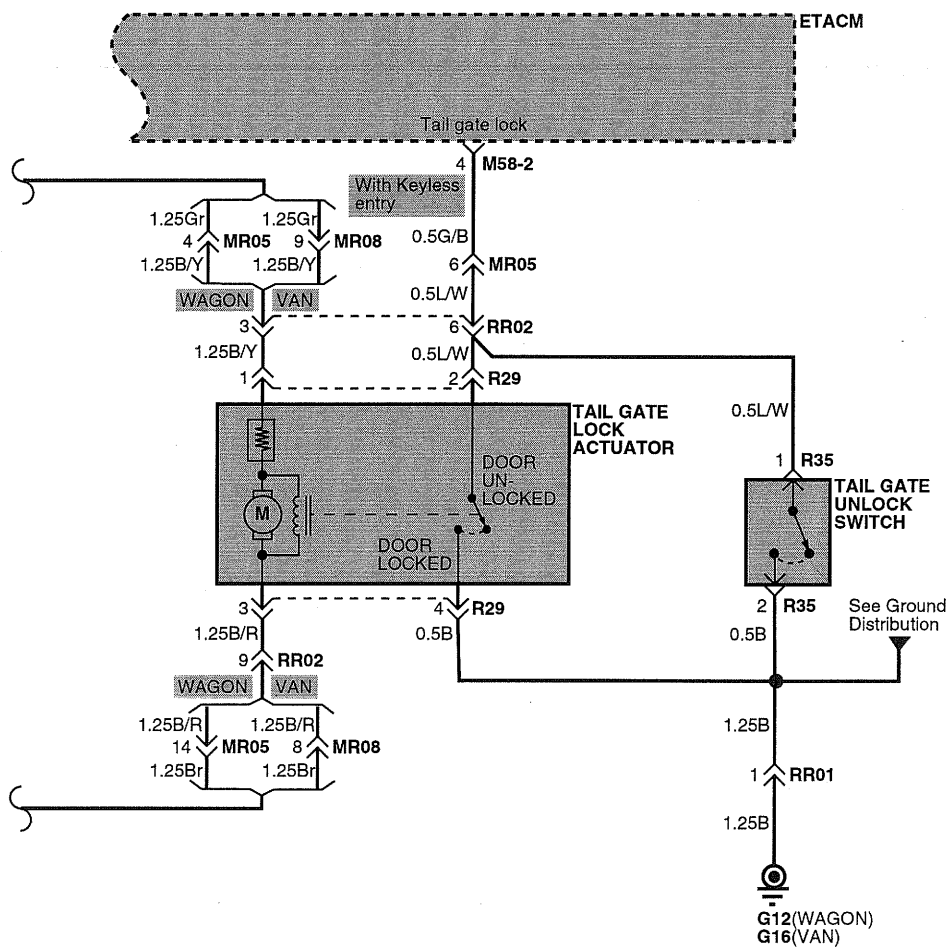 ETACM
Tail gate lock
4 M58-2
With Keyless
entry
1.25Gr 1.25Gr
4 MR05 9 MR08
0.5G/B
1.25B/Y 1.25B/Y
6 MR05
WAGON VAN
0.5L/W
3 6 RR02
1.25B/Y 0.5L/W
1 2 R29
0.5L/W
TAIL GATE
LOCK
ACTUATOR
1 R35
DOOR
UN-
LOCKED
TAIL GATE
UNLOCK
SWITCH
M
DOOR
LOCKED
3 4 R29
2 R35
See Ground
Distribution
1.25B/R 0.5B
0.5B
9 RR02
WAGON VAN
1.25B/R 1.25B/R
1.25B
14 MR05 8 MR08
1.25Br 1.25Br
1 RR01
1.25B
G12(WAGON)
G16(VAN)